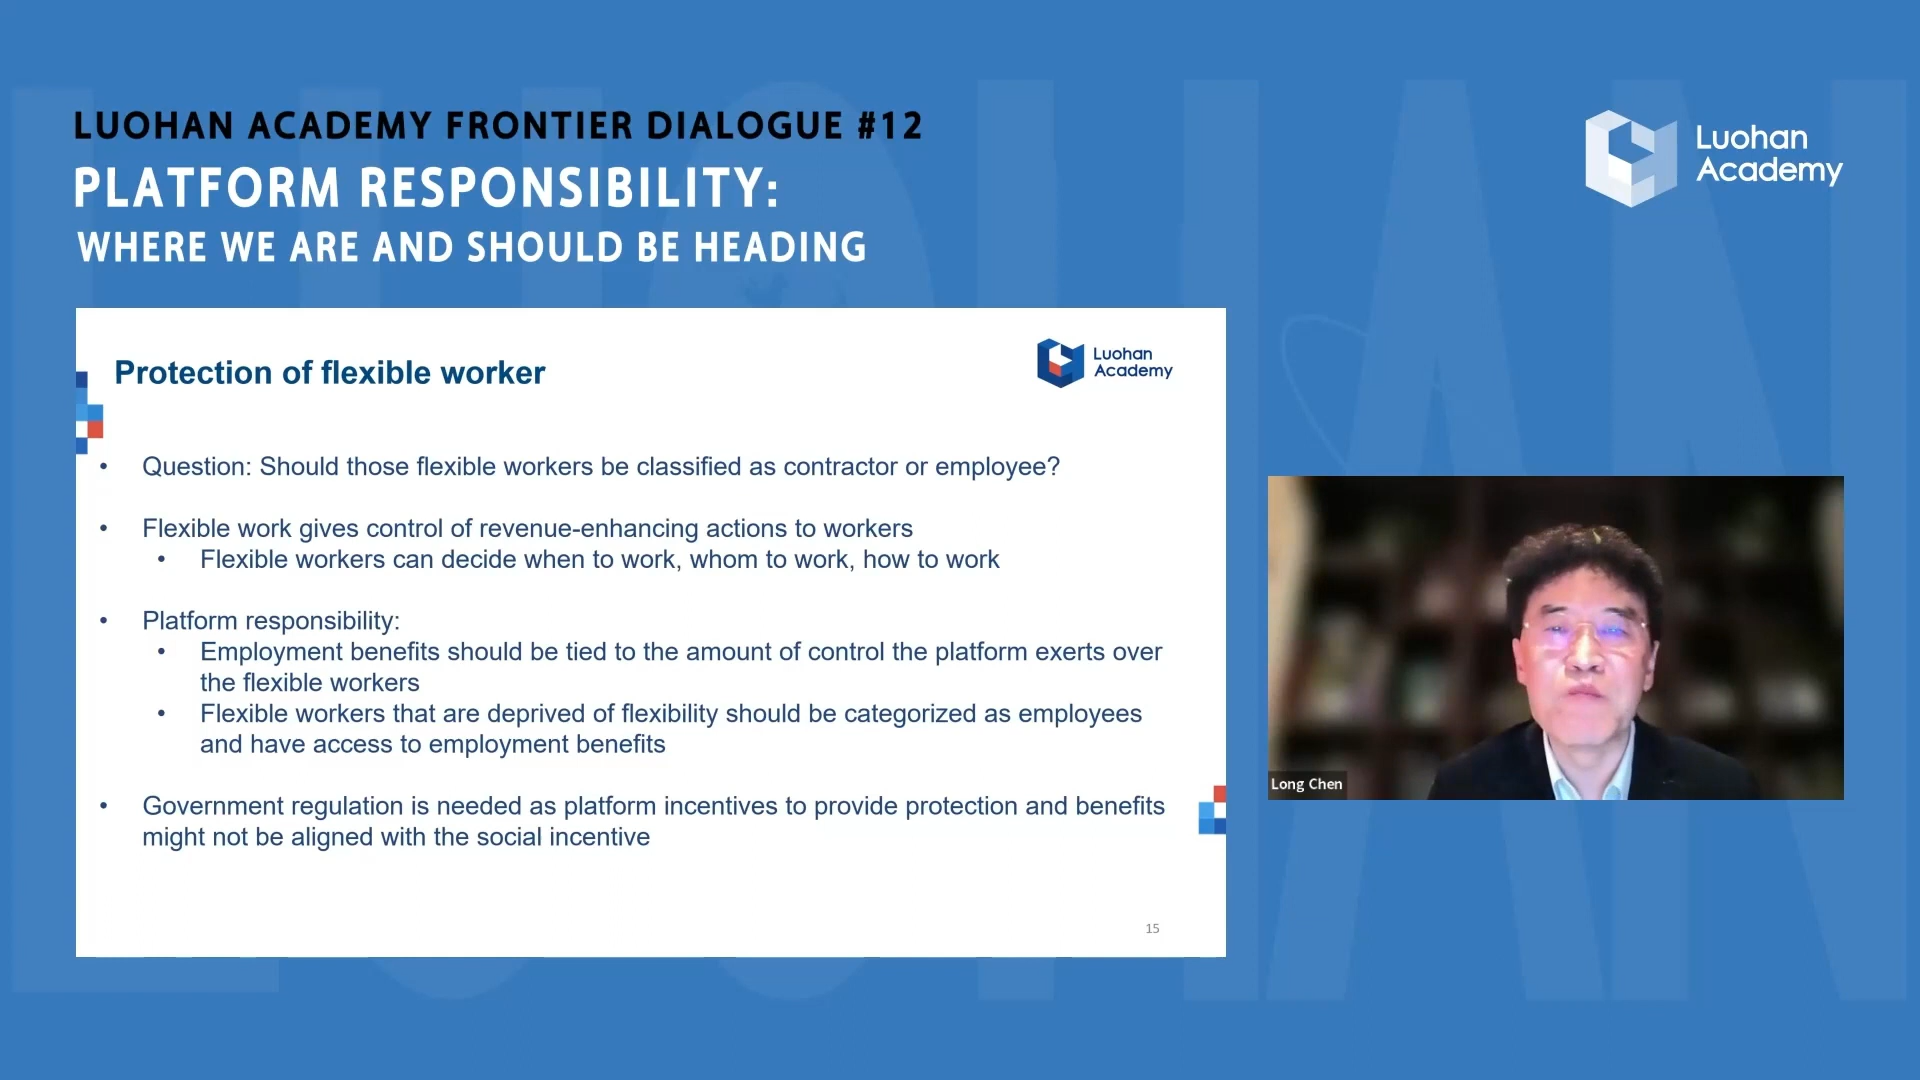 LUOHAN ACADEMY FRONTIER DIALOGUE #12
PLATFORM RESPONSIBILITY:
WHERE WE ARE AND SHOULD BE HEADING
Luohan
Academy
Protection of flexible worker
Luohan
Academy
• Question: Should those flexible workers be classified as contractor or employee?
• Flexible work gives control of revenue-enhancing actions to workers
• Flexible workers can decide when to work, whom to work, how to work
• Platform responsibility:
• Employment benefits should be tied to the amount of control the platform exerts over
the flexible workers
• Flexible workers that are deprived of flexibility should be categorized as employees
and have access to employment benefits
• Government regulation is needed as platform incentives to provide protection and benefits
might not be aligned with the social incentive
15
Long Chen